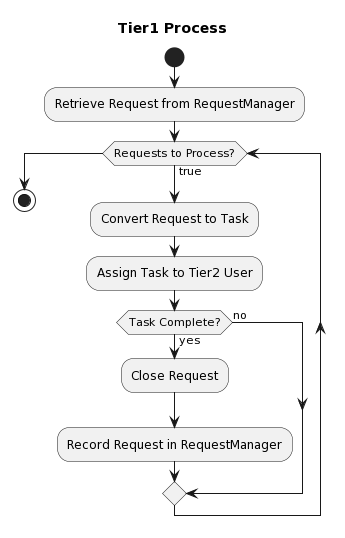 Tier1 Process
Retrieve Request from RequestManager
Requests to Process?
true
Convert Request to Task
Assign Task to Tier2 User
Task Complete?
no
yes
Close Request
Record Request in RequestManager